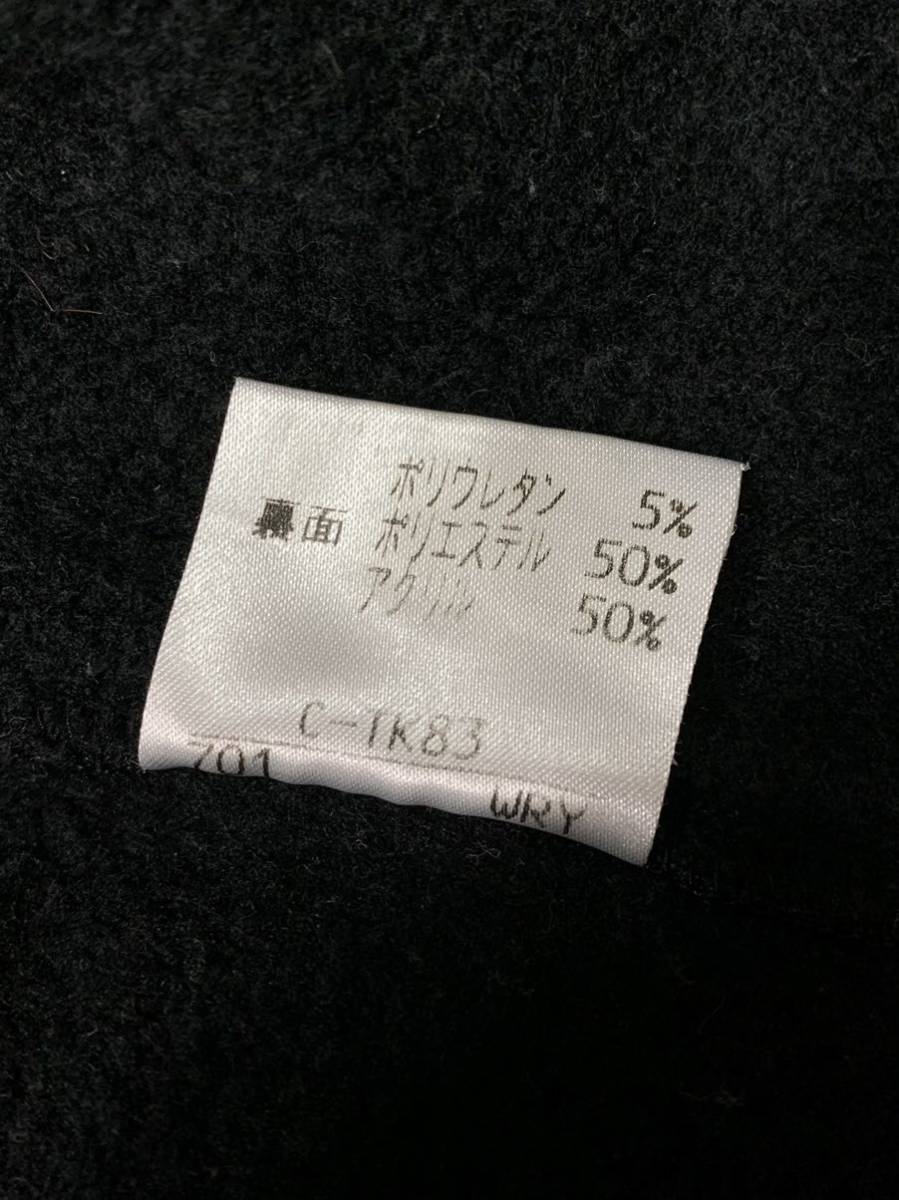 ポリウレタン 5%
裏面 ポリエステル 50%
アクリル 50%
C-TK83
701
WRY